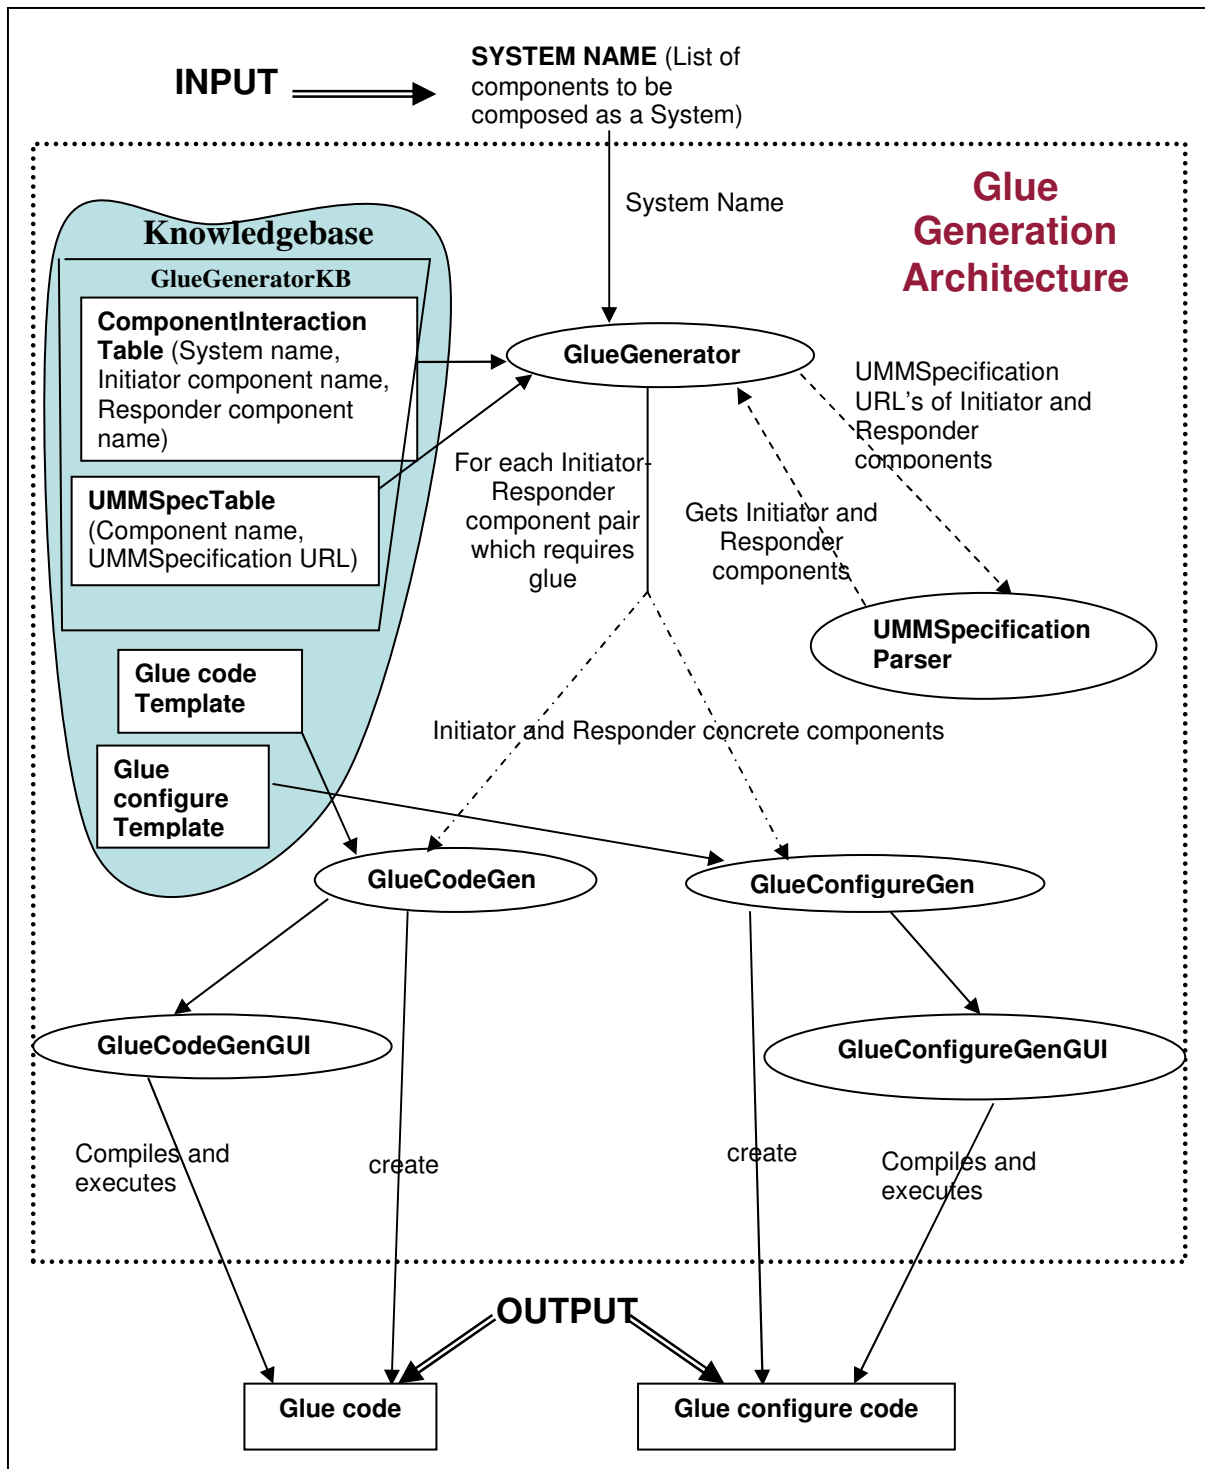 INPUT
SYSTEM NAME (List of
components to be
composed as a System)
System Name
Glue
Generation
Architecture
Knowledgebase
GlueGeneratorKB
ComponentInteraction
Table (System name,
Initiator component name,
Responder component
name)
UMMSpecTable
(Component name,
UMMSpecification URL)
Glue code
Template
Glue
configure
Template
GlueGenerator
UMMSpecification
URL's of Initiator and
Responder
components
For each Initiator-
Responder
component pair
which requires
glue
Gets Initiator and
Responder
components
UMMSpecification
Parser
Initiator and Responder concrete components
GlueCodeGen
GlueConfigureGen
GlueCodeGenGUI
GlueConfigureGenGUI
Compiles and
executes
create
create
Compiles and
executes
OUTPUT
Glue code
Glue configure code